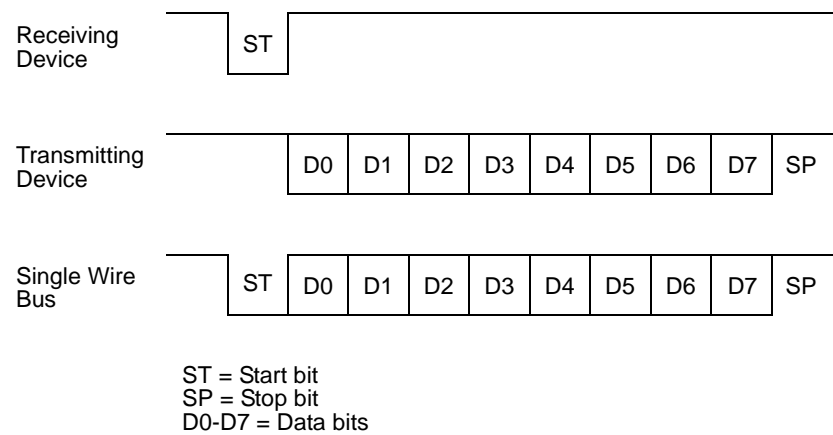 Receiving
Device
ST
Transmitting
Device
D0 D1 D2 D3 D4 D5 D6 D7 SP
Single Wire
Bus
ST D0 D1 D2 D3 D4 D5 D6 D7 SP
ST = Start bit
SP = Stop bit
D0-D7 = Data bits